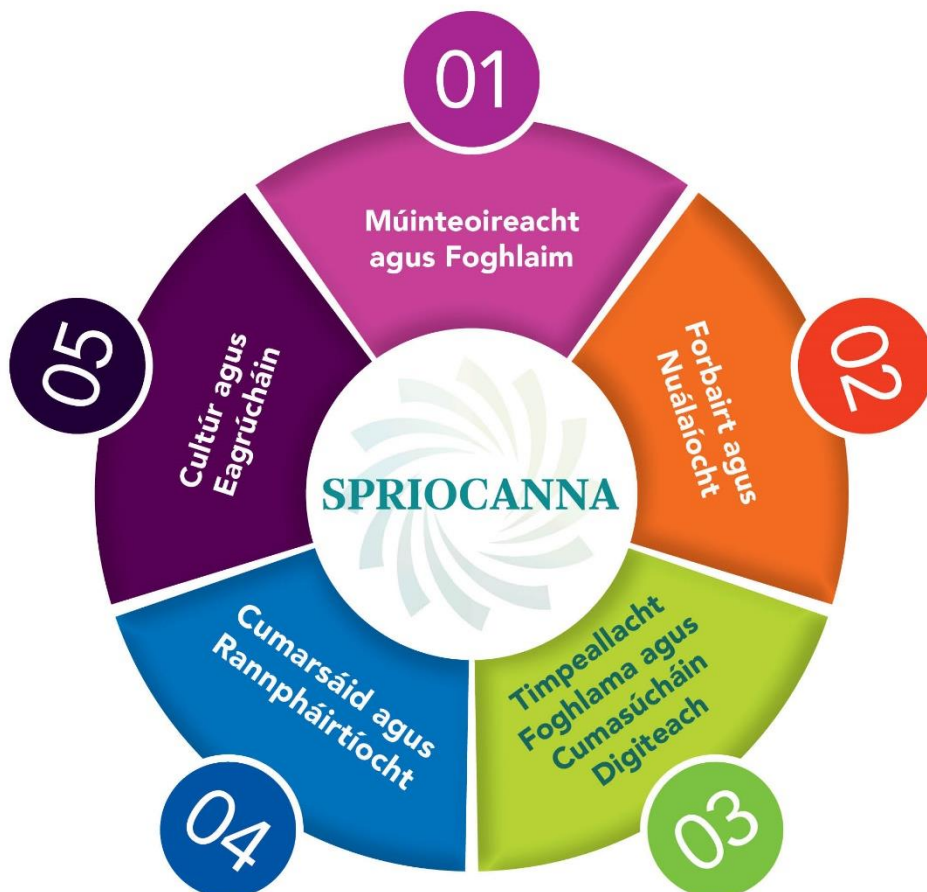 01
Múinteoireacht
agus Foghlaim
02
Forbairt agus
Nuálaíocht
03
Timpeallacht
Foghlama agus
Cumasúcháin
Digiteach
04
Cumarsáid agus
Rannpháirtíocht
05
Cultúr agus
Eagrúcháin
SPRIOCANNA